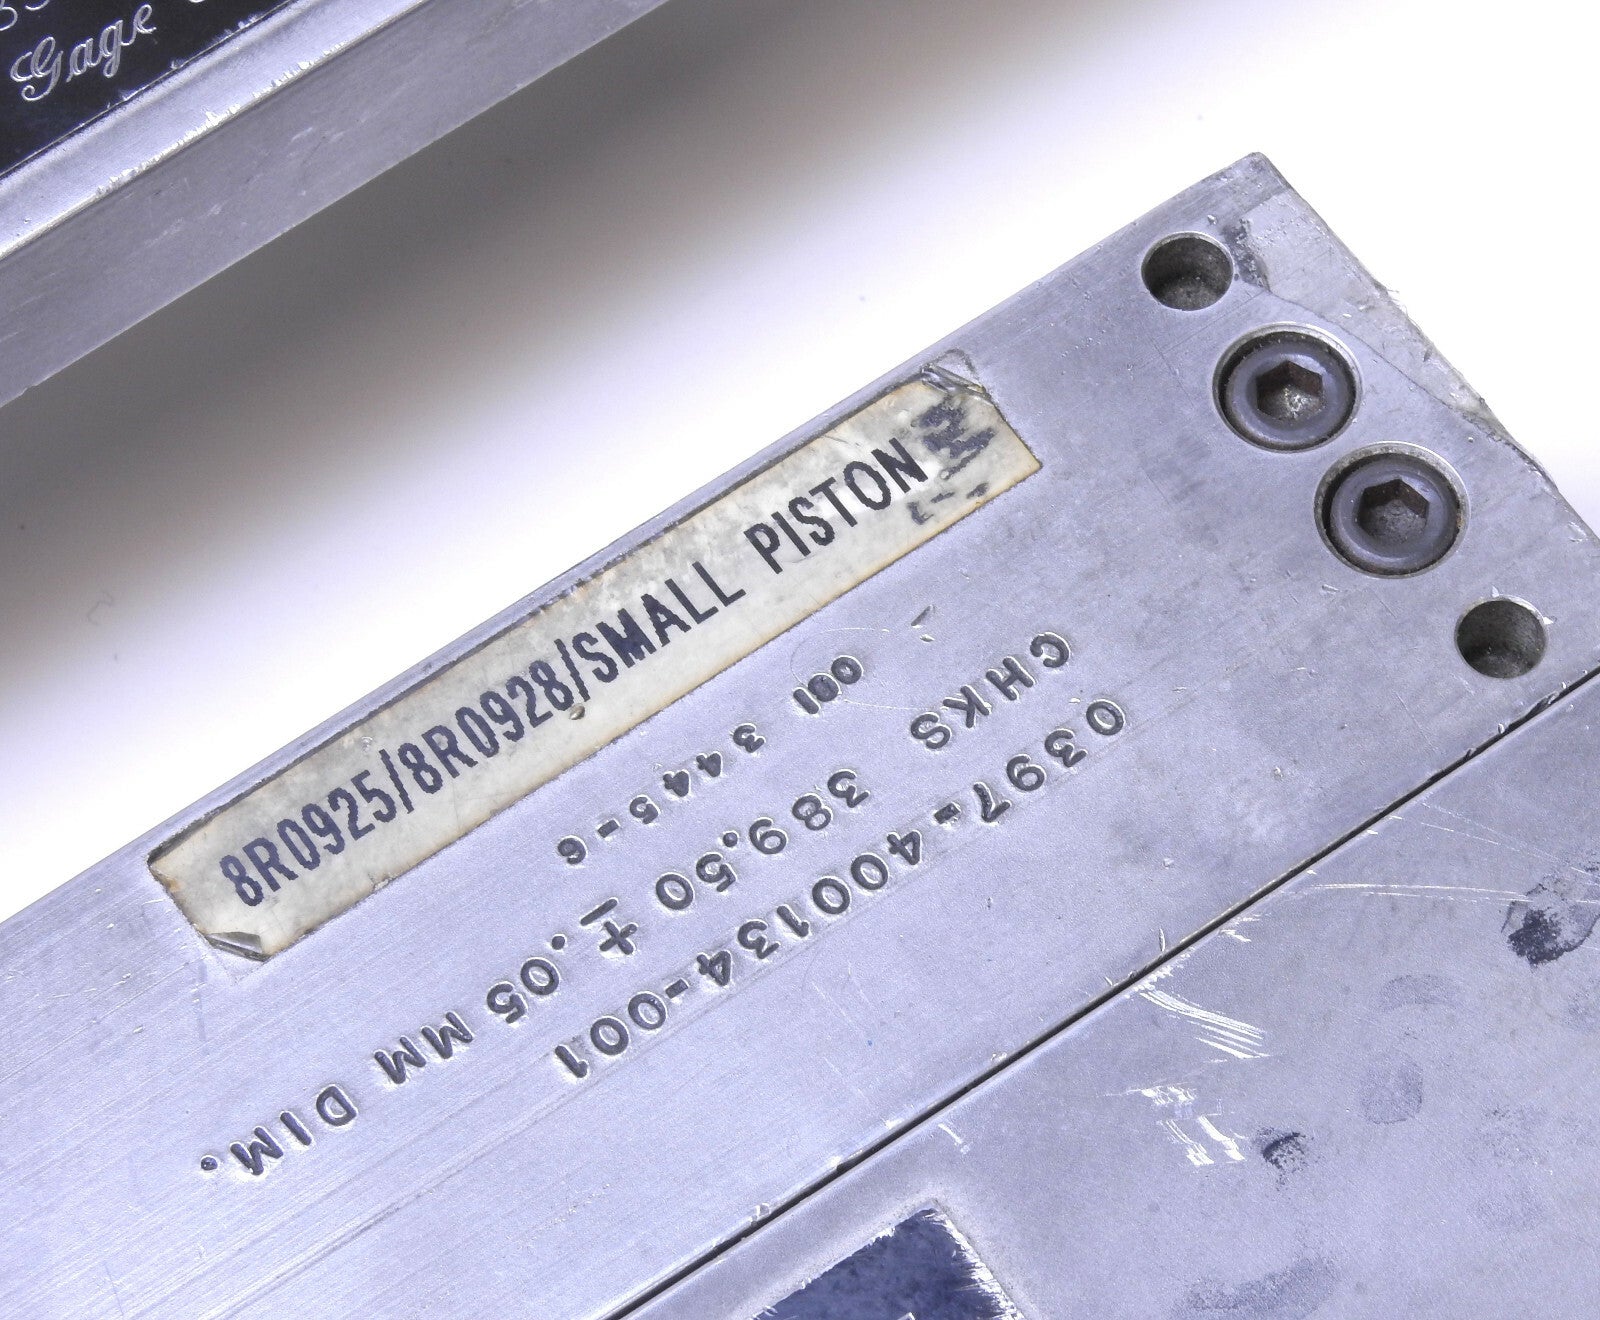 Gage
8R0925/8R0928/SMALL PISTON
0397-400134-001
CHKS 389.50 ± .05 MM DIM.
001 3445-6